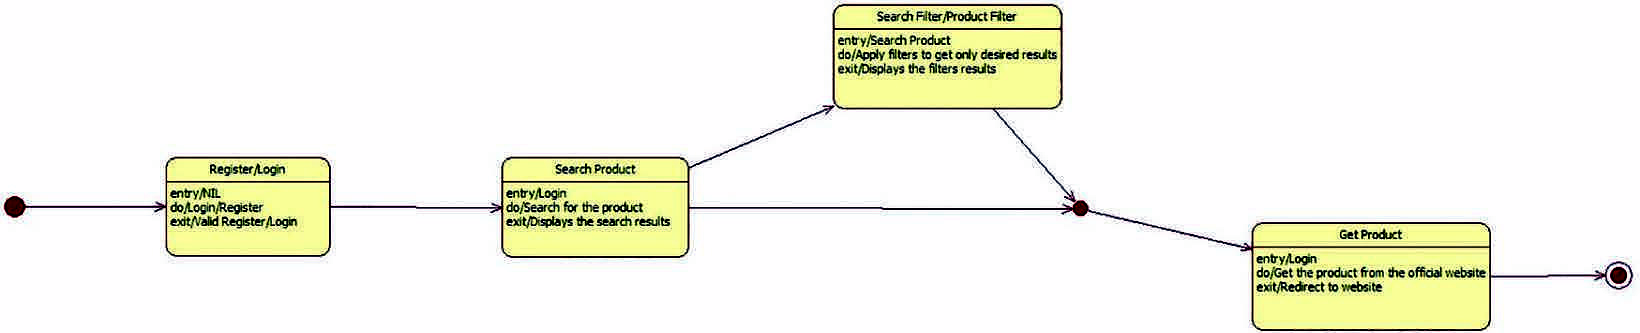 Search Filter/Product Filter
entry/Search Product
do/Apply filters to get only desired results
exit/Displays the filters results
Register/Login
entry/NIL
do/Login/Register
exit/Valid Register/Login
Search Product
entry/Login
do/Search for the product
exit/Displays the search results
Get Product
entry/Login
do/Get the product from the official website
exit/Redirect to website